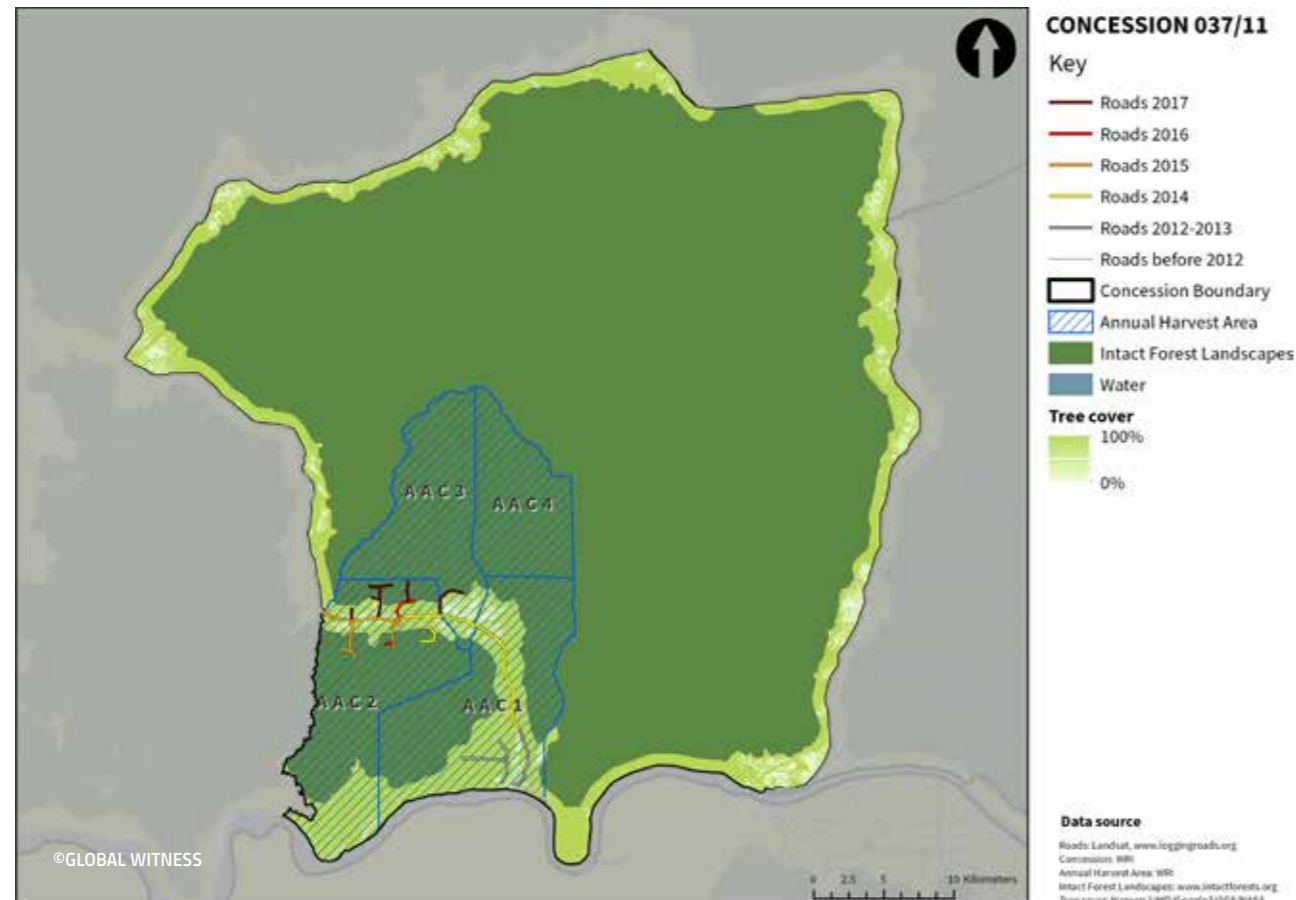 CONCESSION 037/11
Key
Roads 2017
Roads 2016
Roads 2015
Roads 2014
Roads 2012-2013
Roads before 2012
Concession Boundary
Annual Harvest Area
Intact Forest Landscapes
Water
Tree cover
100%
0%
AAC 3
AAC 4
AAC 2
AAC 1
©GLOBAL WITNESS
0 2.5 5 10 Kilometers
Data source
Roads: Landsat, www.loggingroads.org
Concession: WRI
Annual Harvest Area: WRI
Intact Forest Landscapes: www.intactforests.org